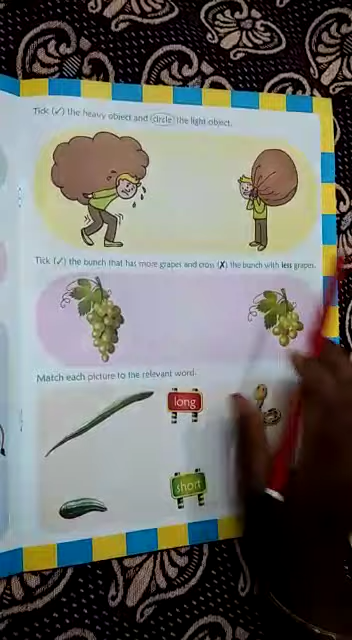 Tick (✓) the heavy object and circle the light object.
Tick (✓) the bunch that has more grapes and cross (✗) the bunch with less grapes.
Match each picture to the relevant word.
long
short